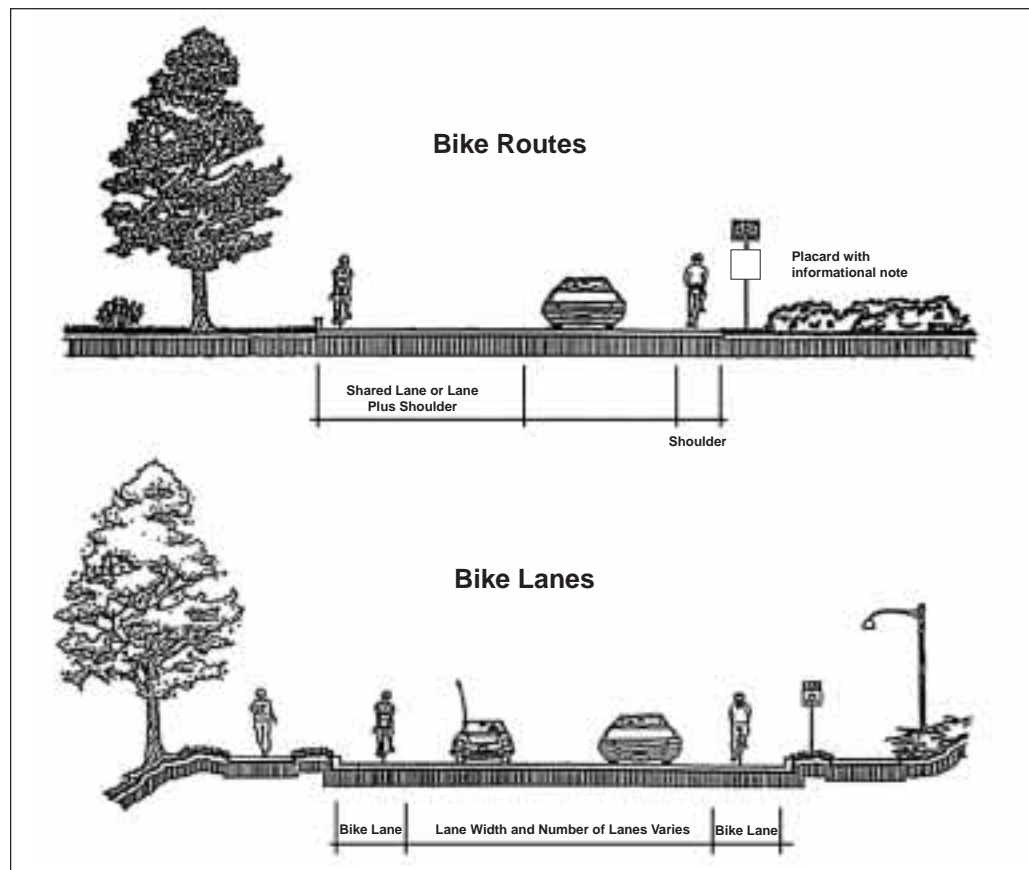 Bike Routes
Placard with
informational note
Shared Lane or Lane
Plus Shoulder
Shoulder
Bike Lanes
Bike Lane
Lane Width and Number of Lanes Varies
Bike Lane